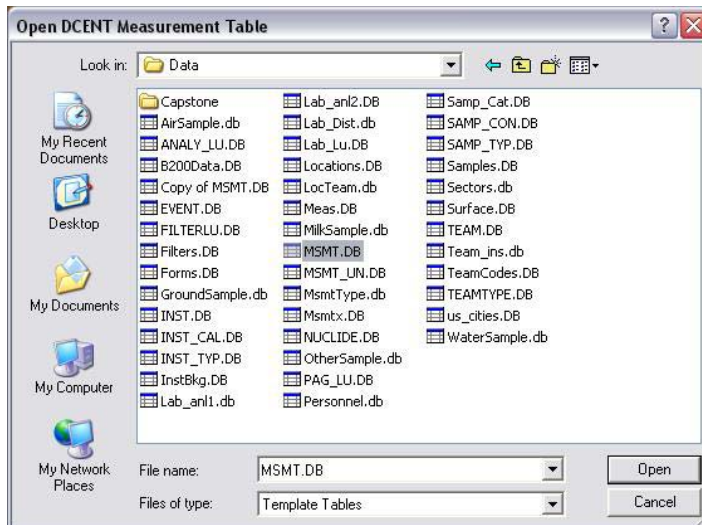 Open DCENT Measurement Table
Look in:
Data
My Recent
Documents
Desktop
My Documents
My Computer
My Network
Places
Capstone
AirSample.db
ANALY_LU.DB
B200Data.DB
Copy of MSMT.DB
EVENT.DB
FILTERLU.DB
Filters.DB
Forms.DB
GroundSample.db
INST.DB
INST_CAL.DB
INST_TYP.DB
InstBkg.DB
Lab_anl1.db
Lab_anl2.DB
Lab_Dist.db
Lab_Lu.DB
Locations.DB
LocTeam.db
Meas.DB
MilkSample.db
MSMT.DB
MSMT_UN.DB
MsmtType.db
Msmtx.DB
NUCLIDE.DB
OtherSample.db
PAG_LU.DB
Personnel.db
Samp_Cat.DB
SAMP_CON.DB
SAMP_TYP.DB
Samples.DB
Sectors.db
Surface.DB
TEAM.DB
Team_ins.db
TeamCodes.DB
TEAMTYPE.DB
us_cities.DB
WaterSample.db
File name:
MSMT.DB
Open
Files of type:
Template Tables
Cancel